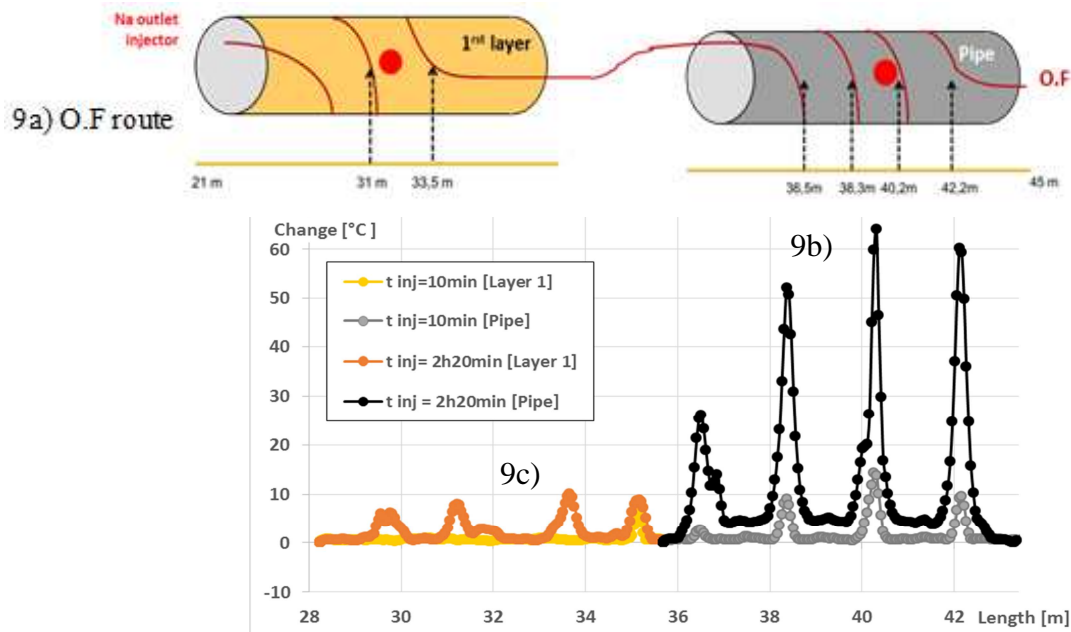 Na outlet
injector
1ʳˢᵗ layer
Pipe
O.F
9a) O.F route
21 m
31 m
33,5 m
38,5m
38,3m
40,2m
42,2m
45 m
Change [°C ]
9b)
t inj=10min [Layer 1]
t inj=10min [Pipe]
t inj= 2h20min [Layer 1]
t inj = 2h20min [Pipe]
9c)
60
50
40
30
20
10
0
-10
28
30
32
34
36
38
40
42
Length [m]